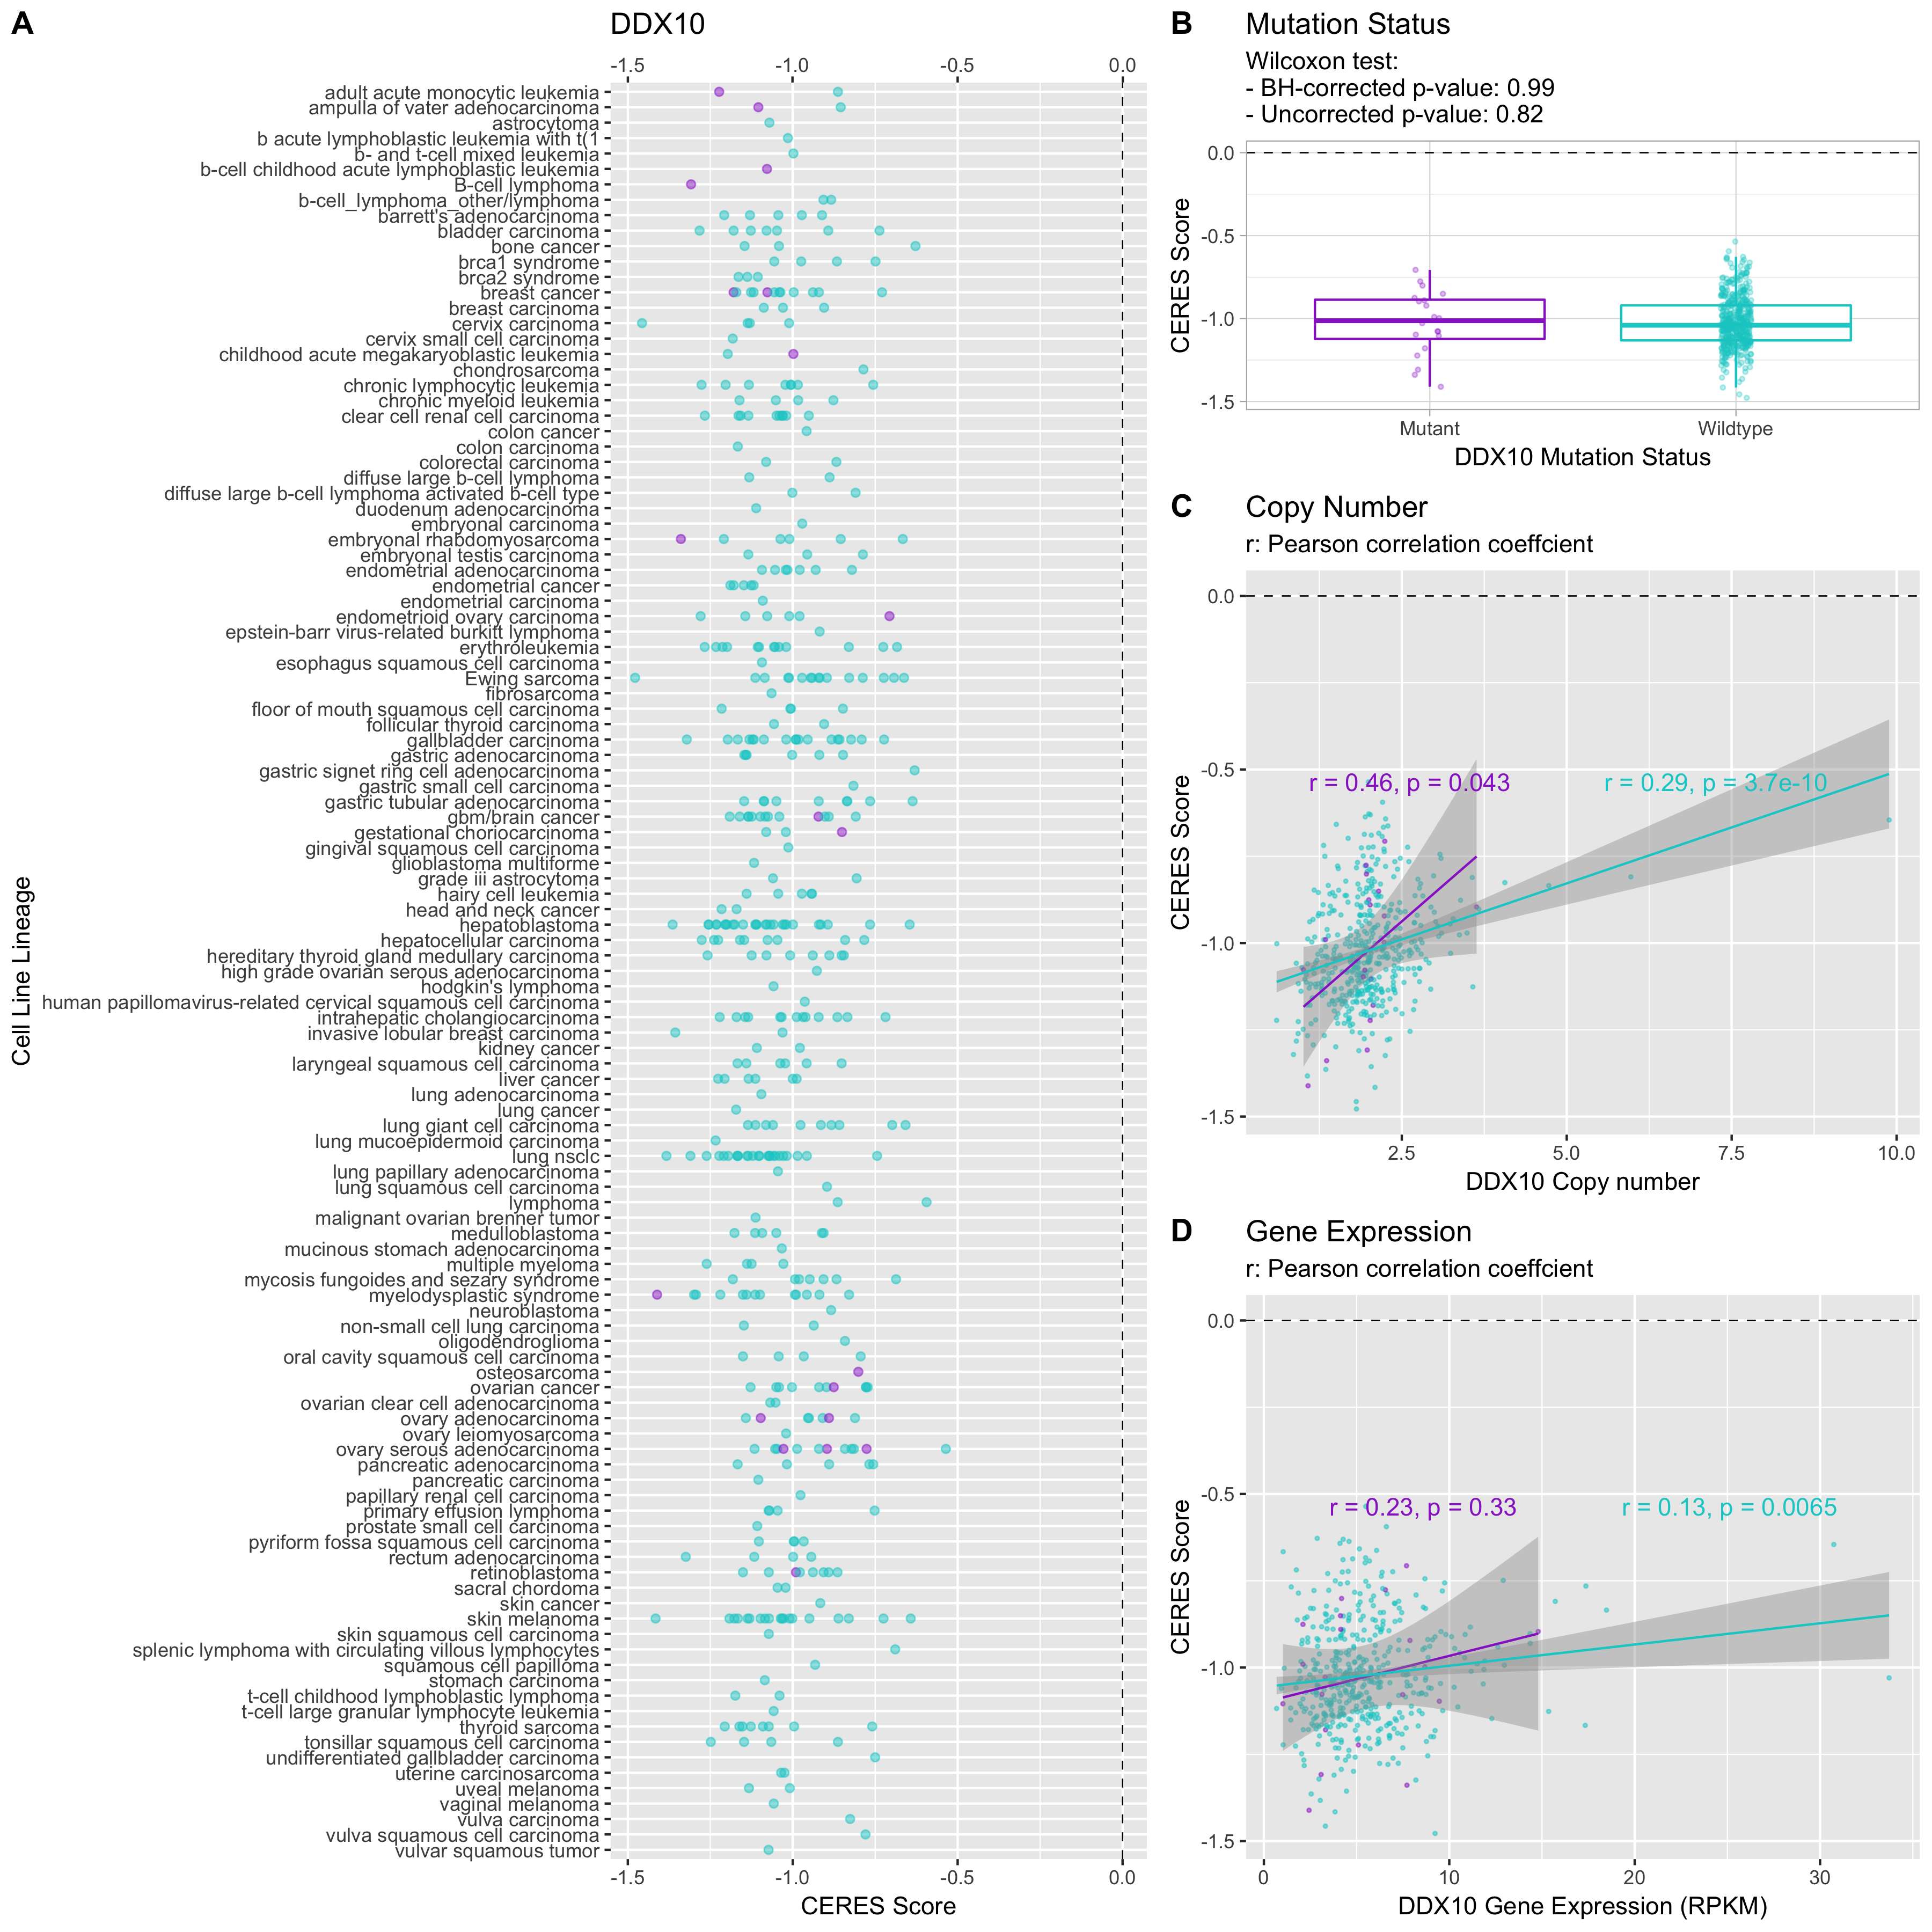 A
DDX10
-1.5 -1.0 -0.5 0.0
Cell Line Lineage
adult acute monocytic leukemia
ampulla of vater adenocarcinoma
astrocytoma
b acute lymphoblastic leukemia with t(1
b- and t-cell mixed leukemia
b-cell childhood acute lymphoblastic leukemia
B-cell lymphoma
b-cell_lymphoma_other/lymphoma
barrett's adenocarcinoma
bladder carcinoma
bone cancer
brca1 syndrome
brca2 syndrome
breast cancer
breast carcinoma
cervix carcinoma
cervix small cell carcinoma
childhood acute megakaryoblastic leukemia
chondrosarcoma
chronic lymphocytic leukemia
chronic myeloid leukemia
clear cell renal cell carcinoma
colon cancer
colon carcinoma
colorectal carcinoma
diffuse large b-cell lymphoma
diffuse large b-cell lymphoma activated b-cell type
duodenum adenocarcinoma
embryonal carcinoma
embryonal rhabdomyosarcoma
embryonal testis carcinoma
endometrial adenocarcinoma
endometrial cancer
endometrial carcinoma
endometrioid ovary carcinoma
epstein-barr virus-related burkitt lymphoma
erythroleukemia
esophagus squamous cell carcinoma
Ewing sarcoma
fibrosarcoma
floor of mouth squamous cell carcinoma
follicular thyroid carcinoma
gallbladder carcinoma
gastric adenocarcinoma
gastric signet ring cell adenocarcinoma
gastric small cell carcinoma
gastric tubular adenocarcinoma
gbm/brain cancer
gestational choriocarcinoma
gingival squamous cell carcinoma
glioblastoma multiforme
grade iii astrocytoma
hairy cell leukemia
head and neck cancer
hepatoblastoma
hepatocellular carcinoma
hereditary thyroid gland medullary carcinoma
high grade ovarian serous adenocarcinoma
hodgkin's lymphoma
human papillomavirus-related cervical squamous cell carcinoma
intrahepatic cholangiocarcinoma
invasive lobular breast carcinoma
kidney cancer
laryngeal squamous cell carcinoma
liver cancer
lung adenocarcinoma
lung cancer
lung giant cell carcinoma
lung mucoepidermoid carcinoma
lung nsclc
lung papillary adenocarcinoma
lung squamous cell carcinoma
lymphoma
malignant ovarian brenner tumor
medulloblastoma
mucinous stomach adenocarcinoma
multiple myeloma
mycosis fungoides and sezary syndrome
myelodysplastic syndrome
neuroblastoma
non-small cell lung carcinoma
oligodendroglioma
oral cavity squamous cell carcinoma
osteosarcoma
ovarian cancer
ovarian clear cell adenocarcinoma
ovary adenocarcinoma
ovary leiomyosarcoma
ovary serous adenocarcinoma
pancreatic adenocarcinoma
pancreatic carcinoma
papillary renal cell carcinoma
primary effusion lymphoma
prostate small cell carcinoma
pyriform fossa squamous cell carcinoma
rectum adenocarcinoma
retinoblastoma
sacral chordoma
skin cancer
skin melanoma
skin squamous cell carcinoma
splenic lymphoma with circulating villous lymphocytes
squamous cell papilloma
stomach carcinoma
t-cell childhood lymphoblastic lymphoma
t-cell large granular lymphocyte leukemia
thyroid sarcoma
tonsillar squamous cell carcinoma
undifferentiated gallbladder carcinoma
uterine carcinosarcoma
uveal melanoma
vaginal melanoma
vulva carcinoma
vulva squamous cell carcinoma
vulvar squamous tumor
-1.5 -1.0 -0.5 0.0
CERES Score
B
Mutation Status
Wilcoxon test:
- BH-corrected p-value: 0.99
- Uncorrected p-value: 0.82
CERES Score
0.0
-0.5
-1.0
-1.5
Mutant Wildtype
DDX10 Mutation Status
C
Copy Number
r: Pearson correlation coeffcient
CERES Score
0.0
-0.5
-1.0
-1.5
r = 0.46, p = 0.043 r = 0.29, p = 3.7e-10
2.5 5.0 7.5 10.0
DDX10 Copy number
D
Gene Expression
r: Pearson correlation coeffcient
CERES Score
0.0
-0.5
-1.0
-1.5
r = 0.23, p = 0.33 r = 0.13, p = 0.0065
0 10 20 30
DDX10 Gene Expression (RPKM)